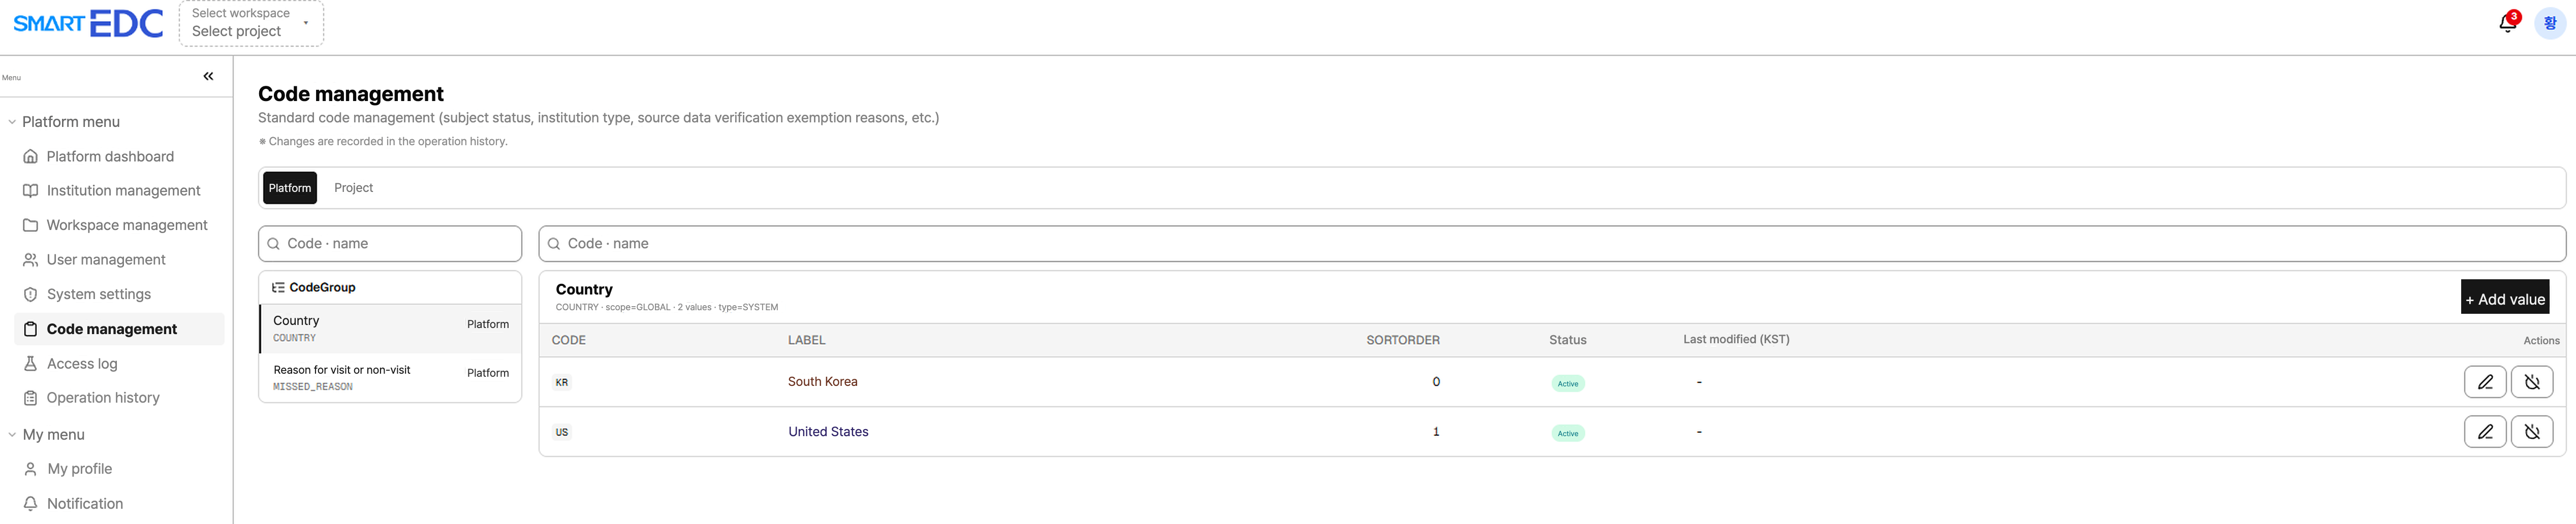 SMART EDC
Select workspace
Select project
3
황
Menu
Platform menu
Platform dashboard
Institution management
Workspace management
User management
System settings
Code management
Access log
Operation history
My menu
My profile
Notification
Code management
Standard code management (subject status, institution type, source data verification exemption reasons, etc.)
※ Changes are recorded in the operation history.
Platform Project
Code · name
CodeGroup
Country Platform
COUNTRY
Reason for visit or non-visit Platform
MISSED_REASON
Code · name
Country
COUNTRY · scope=GLOBAL · 2 values · type=SYSTEM
+ Add value
CODE LABEL SORTORDER Status Last modified (KST) Actions
KR South Korea 0 Active -
US United States 1 Active -